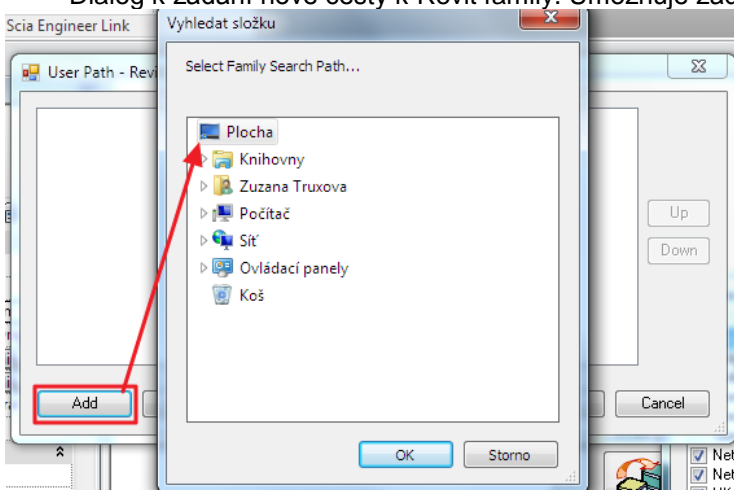 Dialog k zadání nové cesty k Revit family. Umožňuje zad
Scia Engineer Link
Vyhledat složku
User Path - Revi
Select Family Search Path...
Plocha
Knihovny
Zuzana Truxova
Počítač
Síť
Ovládací panely
Koš
Up
Down
Add
Cancel
OK
Storno
Net
Net